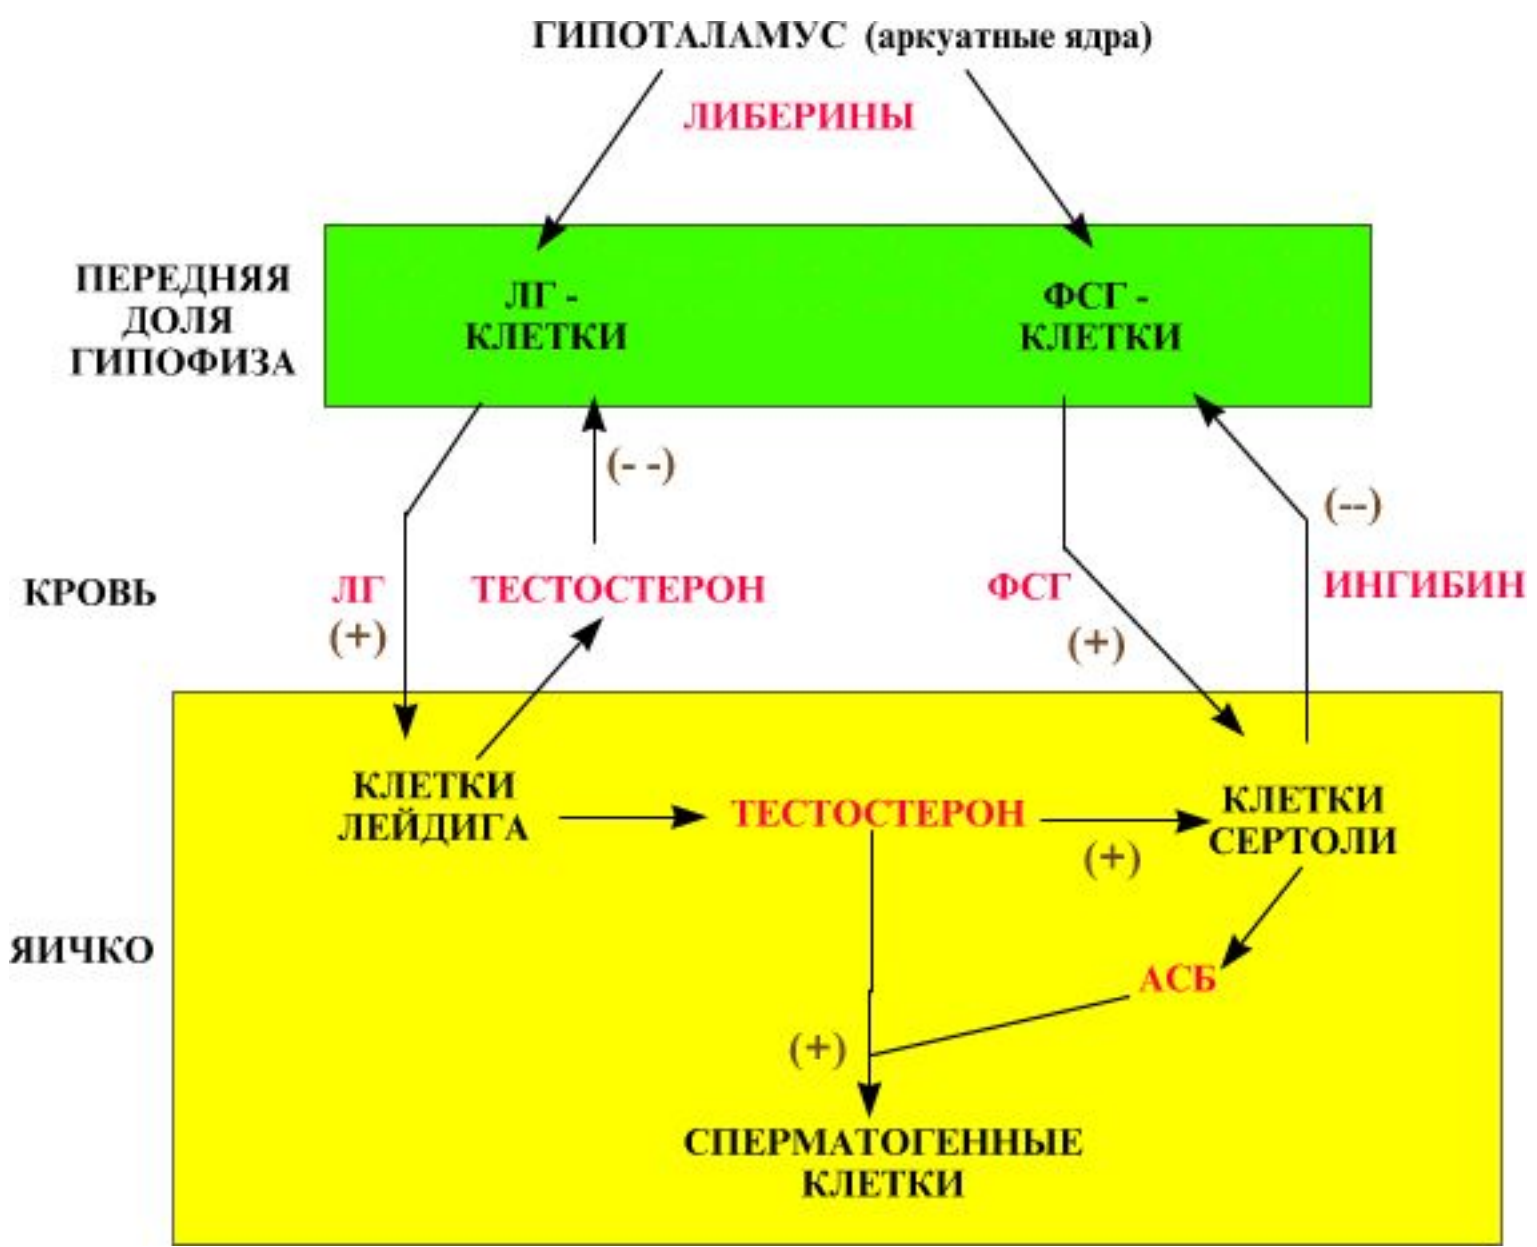 ГИПОТАЛАМУС (аркуатные ядра)
ЛИБЕРИНЫ
ПЕРЕДНЯЯ
ДОЛЯ
ГИПОФИЗА
ЛГ -
КЛЕТКИ
ФСГ -
КЛЕТКИ
(- -)
(--)
КРОВЬ
ЛГ
(+)
ТЕСТОСТЕРОН
ФСГ
(+)
ИНГИБИН
ЯИЧКО
КЛЕТКИ
ЛЕЙДИГА
ТЕСТОСТЕРОН
(+)
КЛЕТКИ
СЕРТОЛИ
АСБ
(+)
СПЕРМАТОГЕННЫЕ
КЛЕТКИ